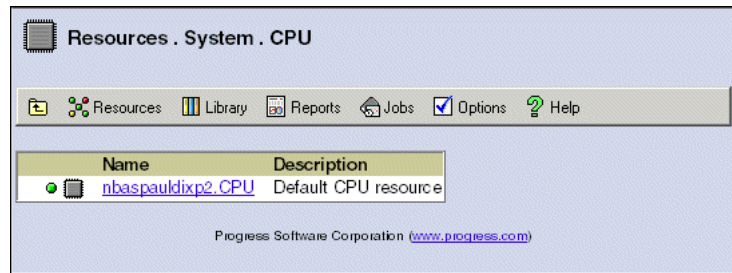 Resources . System . CPU
Resources Library Reports Jobs Options Help
Name Description
nbaspauldixp2.CPU Default CPU resource
Progress Software Corporation (www.progress.com)